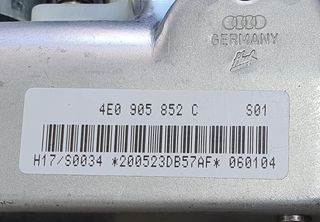 GERMANY
4E0 905 852 C S01
H17/S0034 *200523DB57AF* 060104